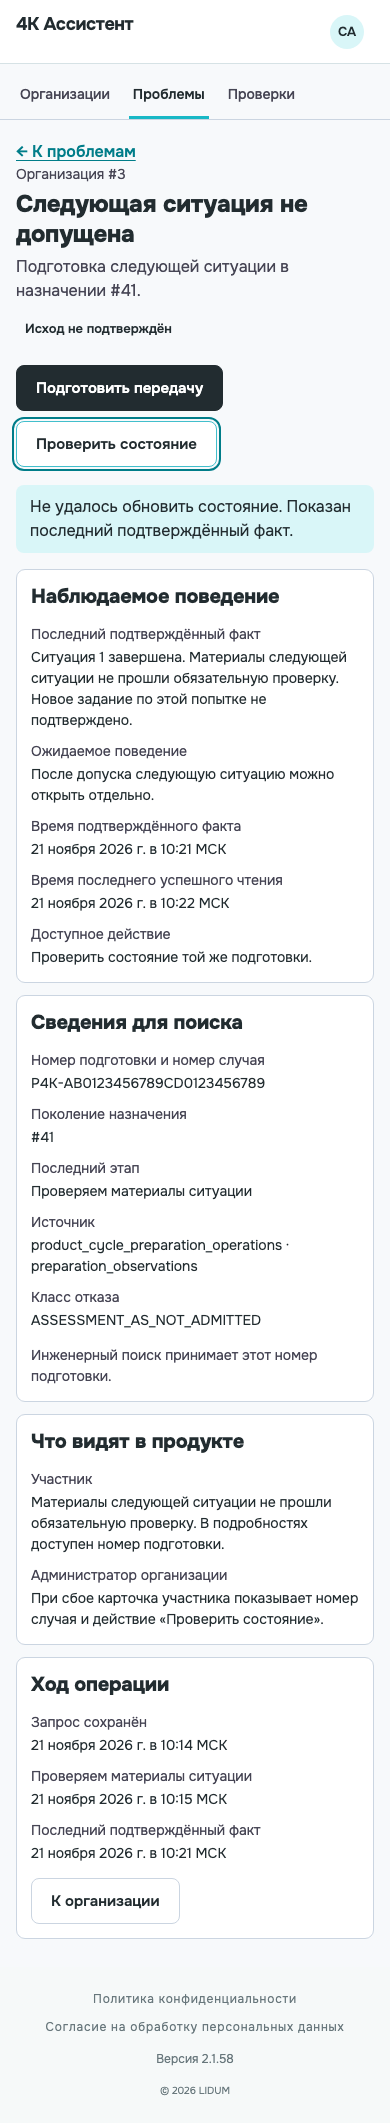 4К Ассистент
СА
Организации Проблемы Проверки
← К проблемам
Организация #3
Следующая ситуация не
допущена
Подготовка следующей ситуации в
назначении #41.
Исход не подтверждён
Подготовить передачу
Проверить состояние
Не удалось обновить состояние. Показан
последний подтверждённый факт.
Наблюдаемое поведение
Последний подтверждённый факт
Ситуация 1 завершена. Материалы следующей
ситуации не прошли обязательную проверку.
Новое задание по этой попытке не
подтверждено.
Ожидаемое поведение
После допуска следующую ситуацию можно
открыть отдельно.
Время подтверждённого факта
21 ноября 2026 г. в 10:21 МСК
Время последнего успешного чтения
21 ноября 2026 г. в 10:22 МСК
Доступное действие
Проверить состояние той же подготовки.
Сведения для поиска
Номер подготовки и номер случая
P4K-AB0123456789CD0123456789
Поколение назначения
#41
Последний этап
Проверяем материалы ситуации
Источник
product_cycle_preparation_operations ·
preparation_observations
Класс отказа
ASSESSMENT_AS_NOT_ADMITTED
Инженерный поиск принимает этот номер
подготовки.
Что видят в продукте
Участник
Материалы следующей ситуации не прошли
обязательную проверку. В подробностях
доступен номер подготовки.
Администратор организации
При сбое карточка участника показывает номер
случая и действие «Проверить состояние».
Ход операции
Запрос сохранён
21 ноября 2026 г. в 10:14 МСК
Проверяем материалы ситуации
21 ноября 2026 г. в 10:15 МСК
Последний подтверждённый факт
21 ноября 2026 г. в 10:21 МСК
К организации
Политика конфиденциальности
Согласие на обработку персональных данных
Версия 2.1.58
© 2026 LIDUM